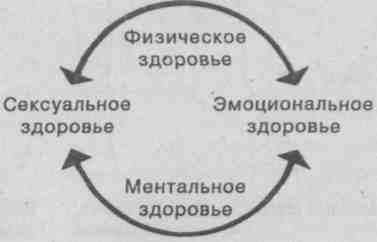 Физическое
здоровье
Сексуальное
здоровье
Эмоциональное
здоровье
Ментальное
здоровье